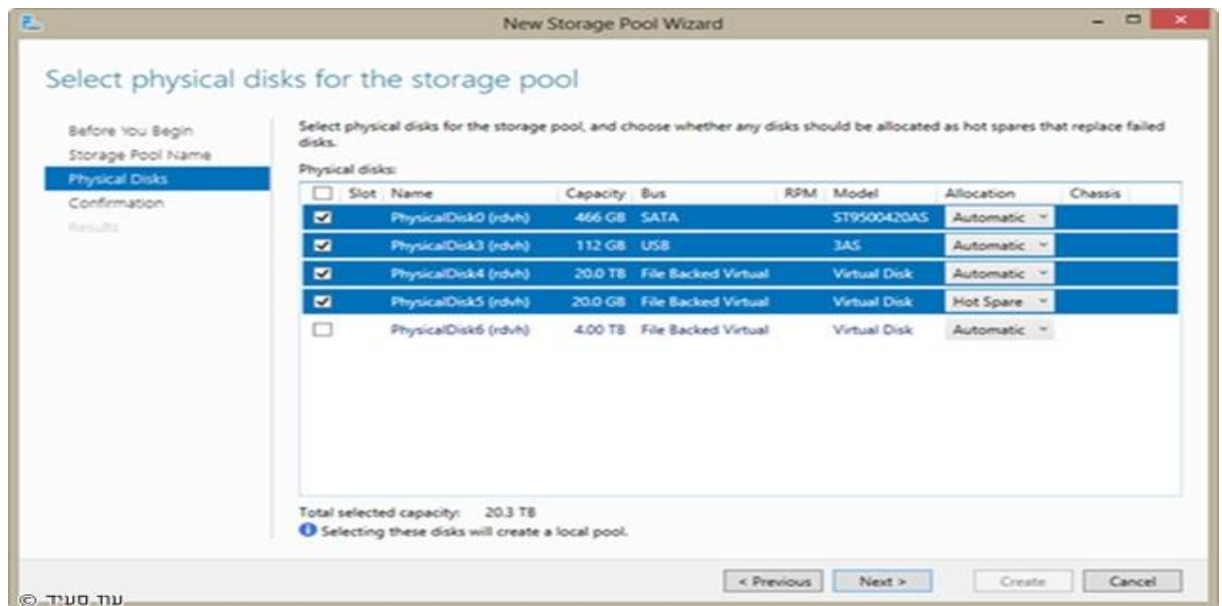 New Storage Pool Wizard
Select physical disks for the storage pool
Before You Begin
Storage Pool Name
Physical Disks
Confirmation
Results
Select physical disks for the storage pool, and choose whether any disks should be allocated as hot spares that replace failed
disks.
Physical disks:
Slot Name Capacity Bus RPM Model Allocation Chassis
PhysicalDisk0 (rdvh) 466 GB SATA ST9500420AS Automatic
PhysicalDisk3 (rdvh) 112 GB USB 3AS Automatic
PhysicalDisk4 (rdvh) 20.0 TB File Backed Virtual Virtual Disk Automatic
PhysicalDisk5 (rdvh) 20.0 GB File Backed Virtual Virtual Disk Hot Spare
PhysicalDisk6 (rdvh) 4.00 TB File Backed Virtual Virtual Disk Automatic
Total selected capacity: 20.3 TB
Selecting these disks will create a local pool.
< Previous Next > Create Cancel
© עוד סעיד